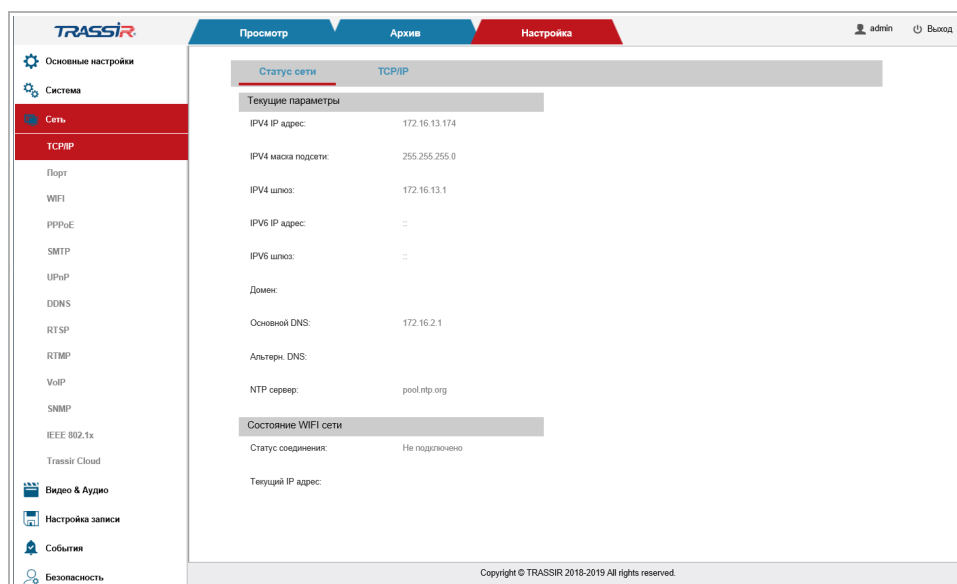 TRASSIR
Просмотр
Архив
Настройка
admin
Выход
Основные настройки
Система
Сеть
TCP/IP
Порт
WIFI
PPPoE
SMTP
UPnP
DDNS
RTSP
RTMP
VoIP
SNMP
IEEE 802.1x
Trassir Cloud
Видео & Аудио
Настройка записи
События
Безопасность
Статус сети
TCP/IP
Текущие параметры
IPV4 IP адрес: 172.16.13.174
IPV4 маска подсети: 255.255.255.0
IPV4 шлюз: 172.16.13.1
IPV6 IP адрес: ::
IPV6 шлюз: ::
Домен:
Основной DNS: 172.16.2.1
Альтерн. DNS:
NTP сервер: pool.ntp.org
Состояние WIFI сети
Статус соединения: Не подключено
Текущий IP адрес:
Copyright © TRASSIR 2018-2019 All rights reserved.